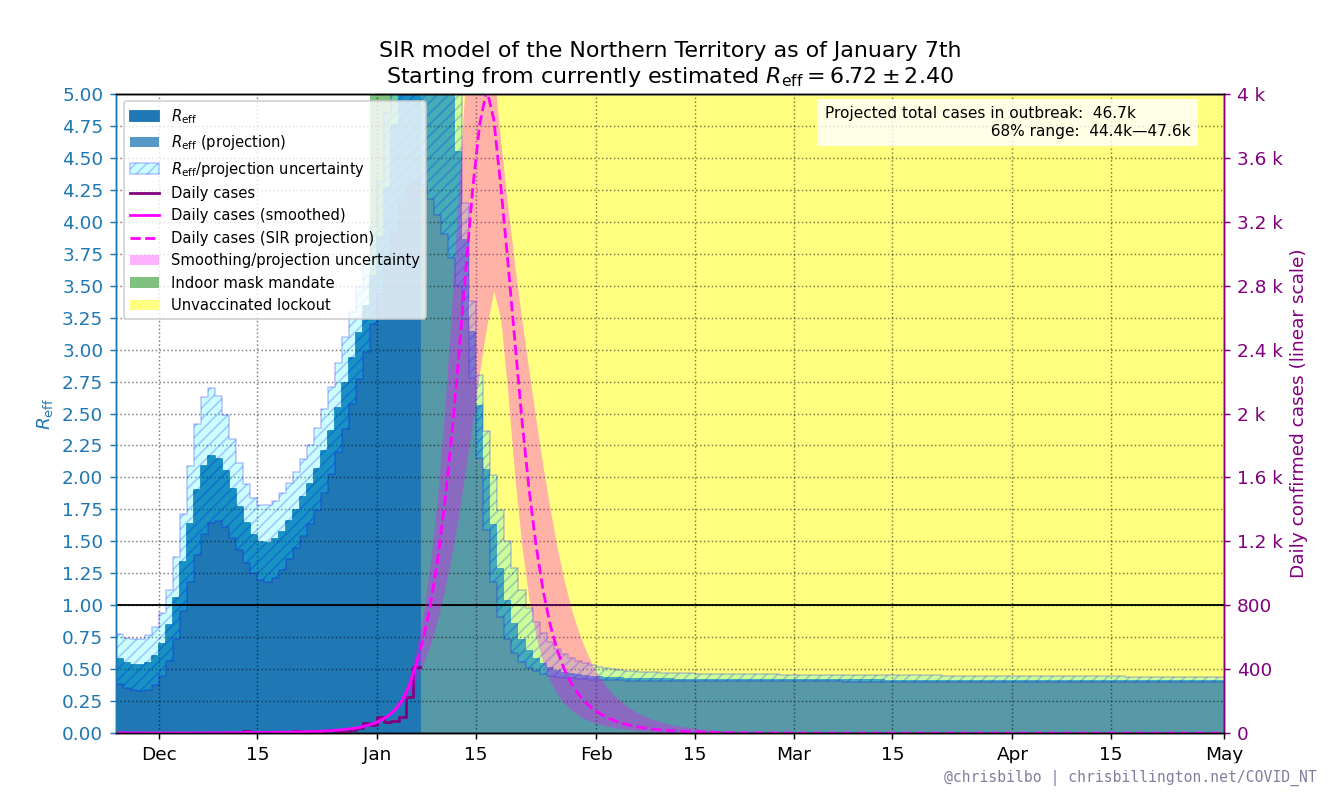 SIR model of the Northern Territory as of January 7th
Starting from currently estimated R_eff = 6.72 ± 2.40
R_eff
R_eff (projection)
R_eff/projection uncertainty
Daily cases
Daily cases (smoothed)
Daily cases (SIR projection)
Smoothing/projection uncertainty
Indoor mask mandate
Unvaccinated lockout
Projected total cases in outbreak: 46.7k
68% range: 44.4k—47.6k
5.00
4.75
4.50
4.25
4.00
3.75
3.50
3.25
3.00
2.75
2.50
2.25
2.00
1.75
1.50
1.25
1.00
0.75
0.50
0.25
0.00
R_eff
4 k
3.6 k
3.2 k
2.8 k
2.4 k
2 k
1.6 k
1.2 k
800
400
0
Daily confirmed cases (linear scale)
Dec 15 Jan 15 Feb 15 Mar 15 Apr 15 May
@chrisbilbo | chrisbillington.net/COVID_NT